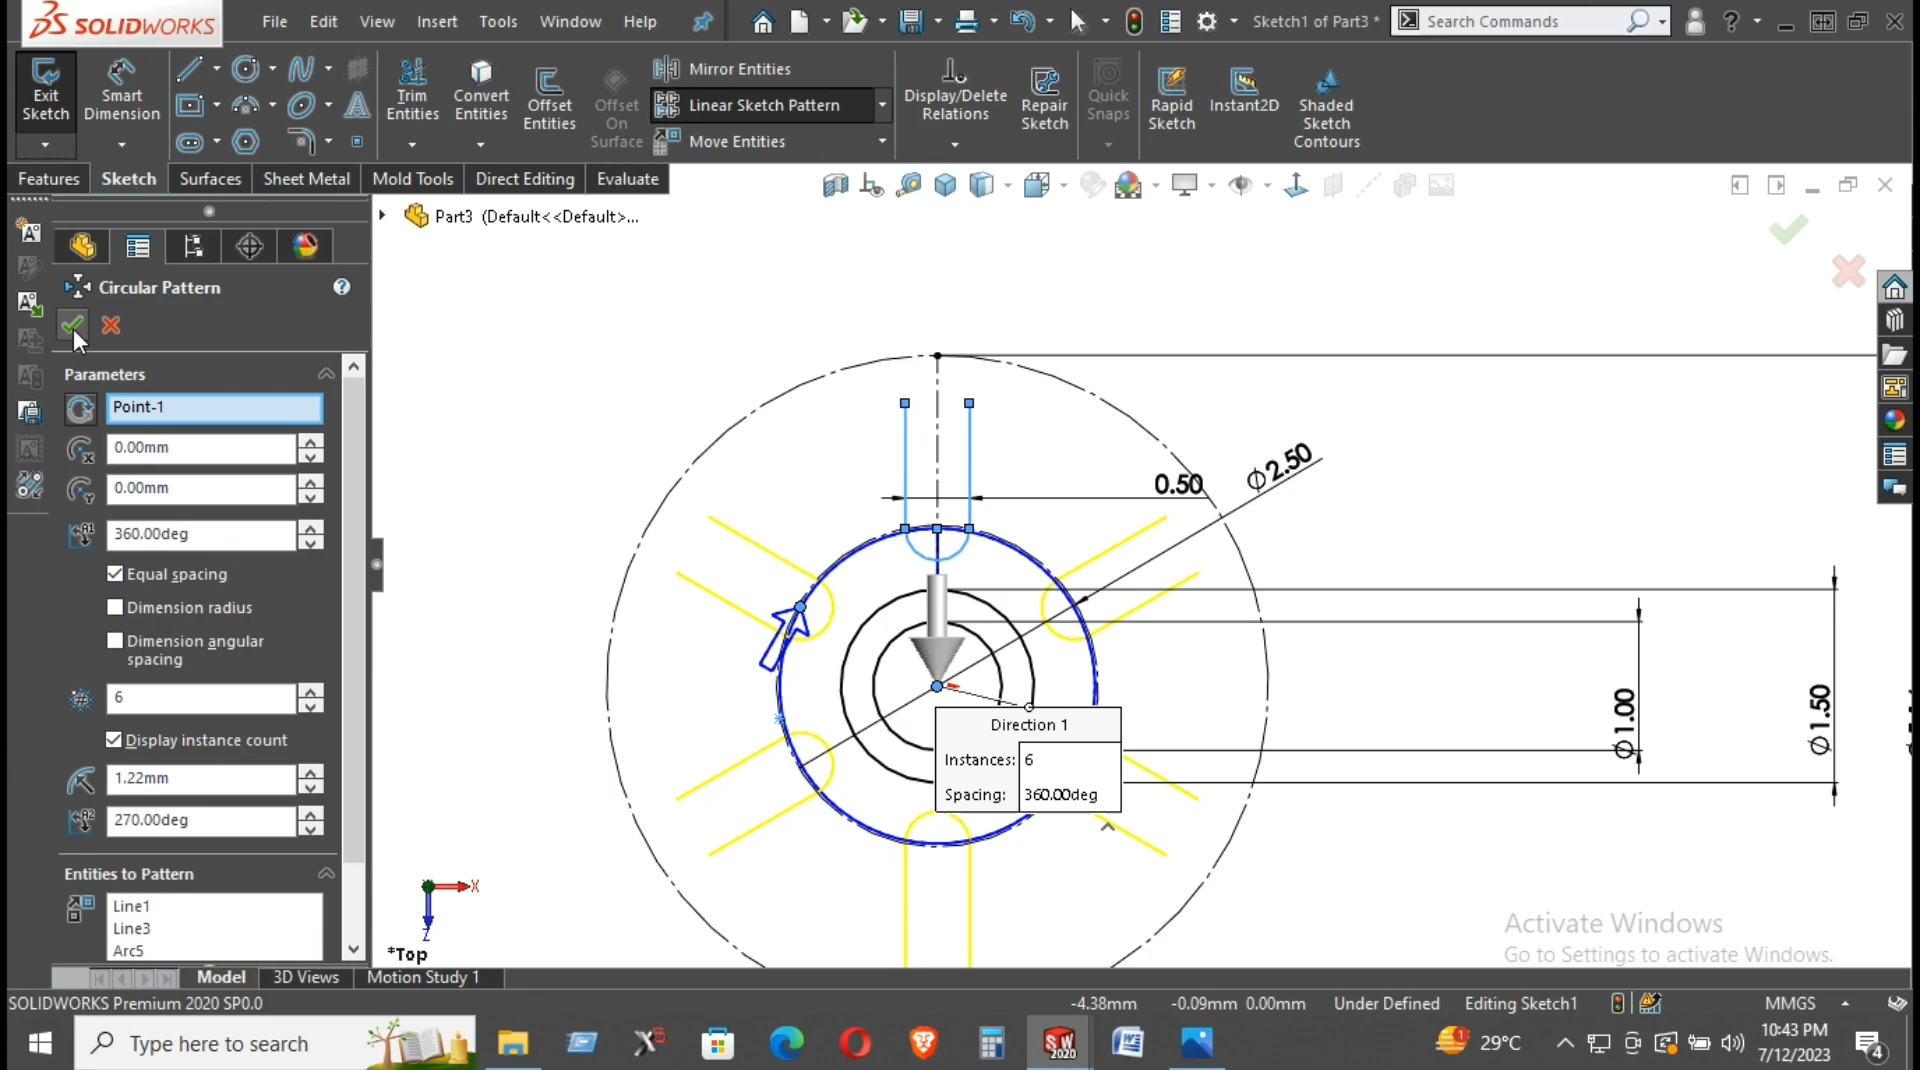 SOLIDWORKS File Edit View Insert Tools Window Help Sketch1 of Part3 * Search Commands ?
Exit Sketch
Smart Dimension
Trim Entities
Convert Entities
Offset Entities
Offset On Surface
Mirror Entities
Linear Sketch Pattern
Move Entities
Display/Delete Relations
Repair Sketch
Quick Snaps
Rapid Sketch
Instant2D
Shaded Sketch Contours
Features Sketch Surfaces Sheet Metal Mold Tools Direct Editing Evaluate
Part3 (Default<<Default>...
Circular Pattern
Parameters
Point-1
0.00mm
0.00mm
360.00deg
Equal spacing
Dimension radius
Dimension angular
spacing
6
Display instance count
1.22mm
270.00deg
Entities to Pattern
Line1
Line3
Arc5
0.50
∅2.50
∅1.00
∅1.50
Direction 1
Instances: 6
Spacing: 360.00deg
X
Z
*Top
Activate Windows
Go to Settings to activate Windows.
Model 3D Views Motion Study 1
SOLIDWORKS Premium 2020 SP0.0 -4.38mm -0.09mm 0.00mm Under Defined Editing Sketch1 MMGS
Type here to search
SW
2020
29°C
10:43 PM
7/12/2023
4